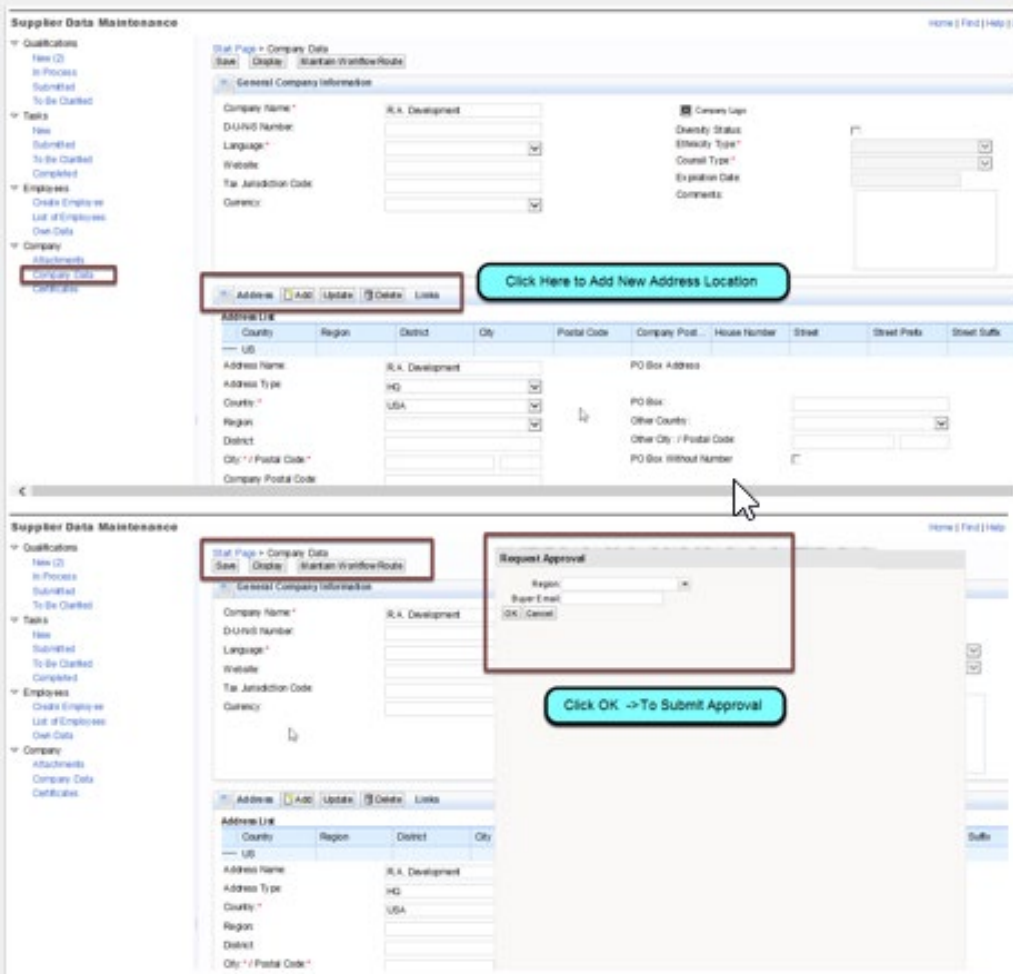 Supplier Data Maintenance
Home | Find | Help |
Qualifications
New (2)
In Process
Submitted
To Be Clarified
Tasks
New
Submitted
To Be Clarified
Completed
Employees
Create Employee
List of Employees
Own Data
Company
Attachments
Company Data
Certificates
Start Page > Company Data
Save Display Maintain Workflow Route
General Company Information
Company Name:* R.A. Development
D-U-N-S Number:
Language:*
Website:
Tax Jurisdiction Code:
Currency:
Company Logo
Diversity Status:
Ethnicity Type:*
Council Type:*
Expiration Date:
Comments:
Click Here to Add New Address Location
Address Add Update Delete Links
Address List
Country Region District City Postal Code Company Post... House Number Street Street Prefix Street Suffix
US
Address Name: R.A. Development
Address Type: HQ
Country:* USA
Region:
District:
City:* / Postal Code:*
Company Postal Code:
PO Box Address
PO Box:
Other Country:
Other City: / Postal Code:
PO Box Without Number
Supplier Data Maintenance
Home | Find | Help
Qualifications
New (2)
In Process
Submitted
To Be Clarified
Tasks
New
Submitted
To Be Clarified
Completed
Employees
Create Employee
List of Employees
Own Data
Company
Attachments
Company Data
Certificates
Start Page > Company Data
Save Display Maintain Workflow Route
General Company Information
Company Name:* R.A. Development
D-U-N-S Number:
Language:*
Website:
Tax Jurisdiction Code:
Currency:
Request Approval
Region:
Buyer Email:
OK Cancel
Click OK ->To Submit Approval
Address Add Update Delete Links
Address List
Country Region District City Suffix
US
Address Name: R.A. Development
Address Type: HQ
Country:* USA
Region:
District:
City:* / Postal Code:*